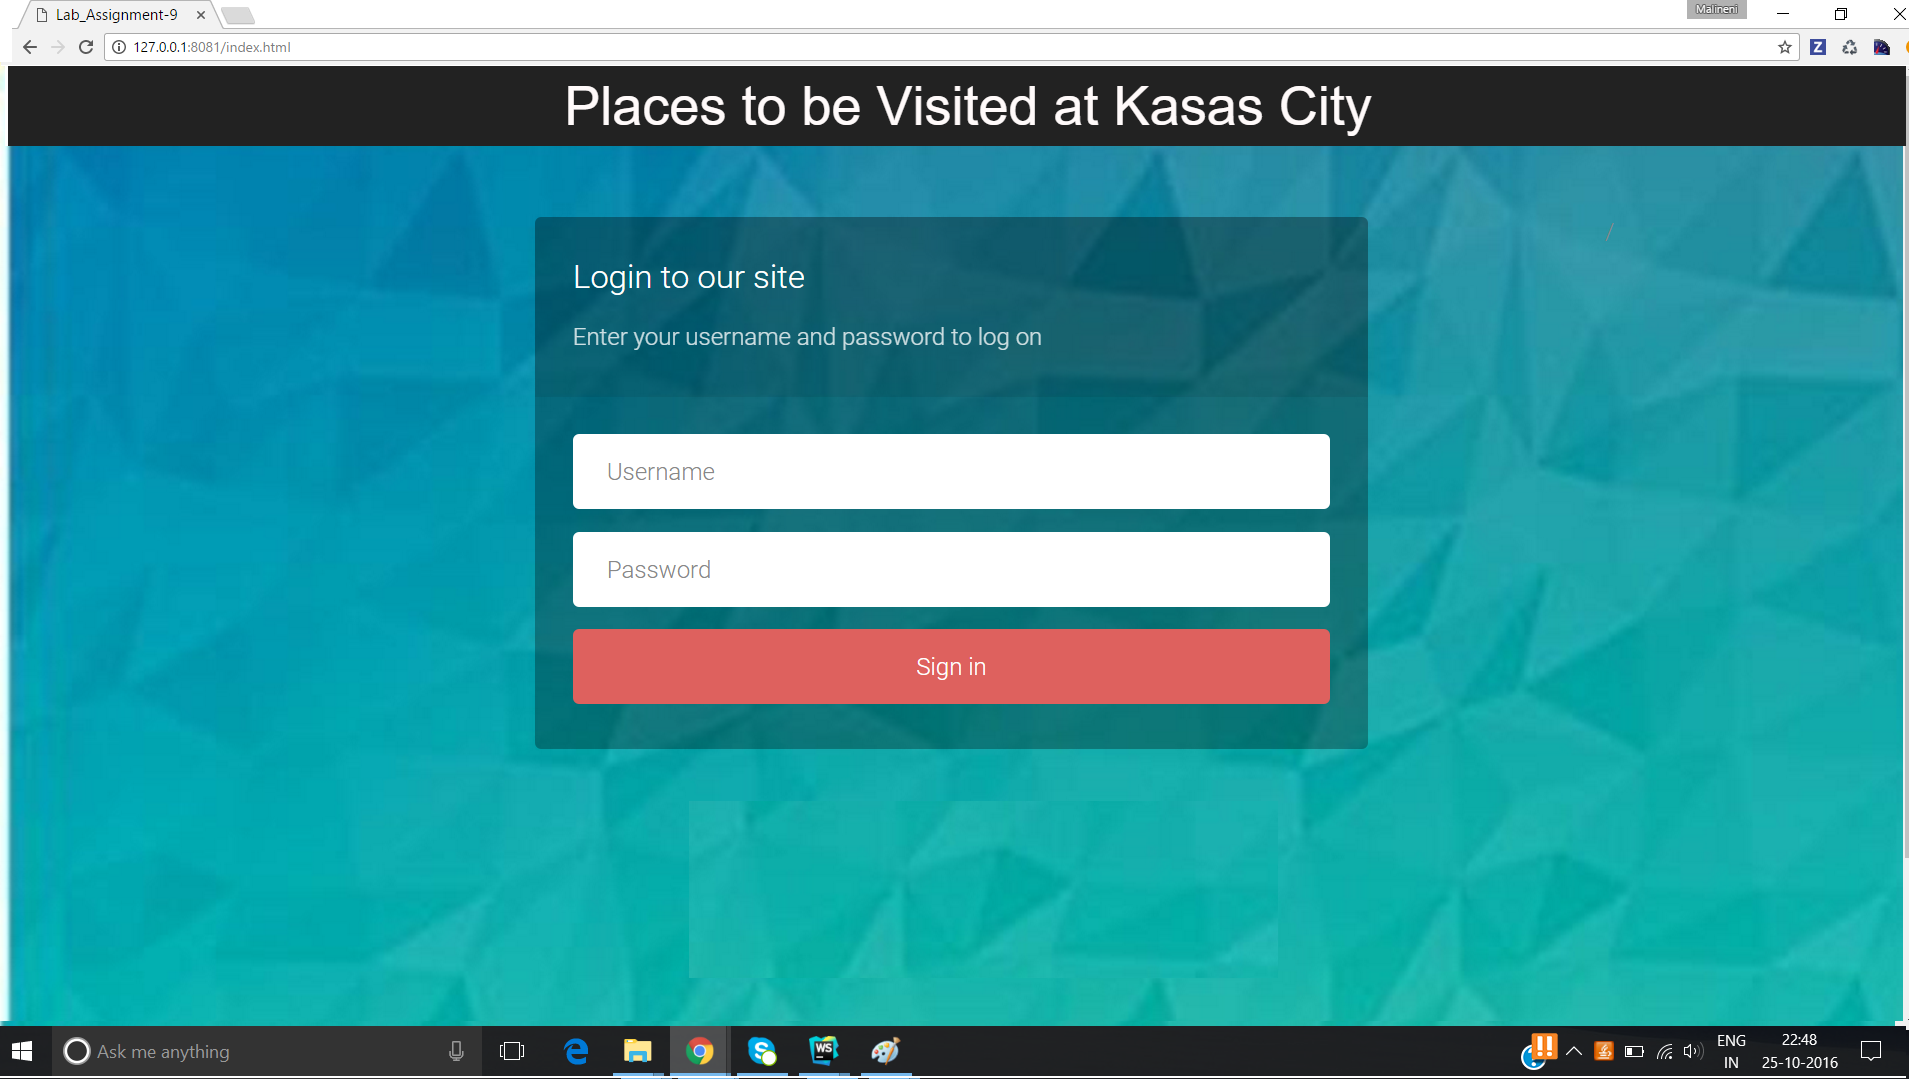 Lab_Assignment-9
Malineni
127.0.0.1:8081/index.html
Z
Places to be Visited at Kasas City
/
Login to our site
Enter your username and password to log on
Username
Password
Sign in
Ask me anything
WS
ENG
IN
22:48
25-10-2016